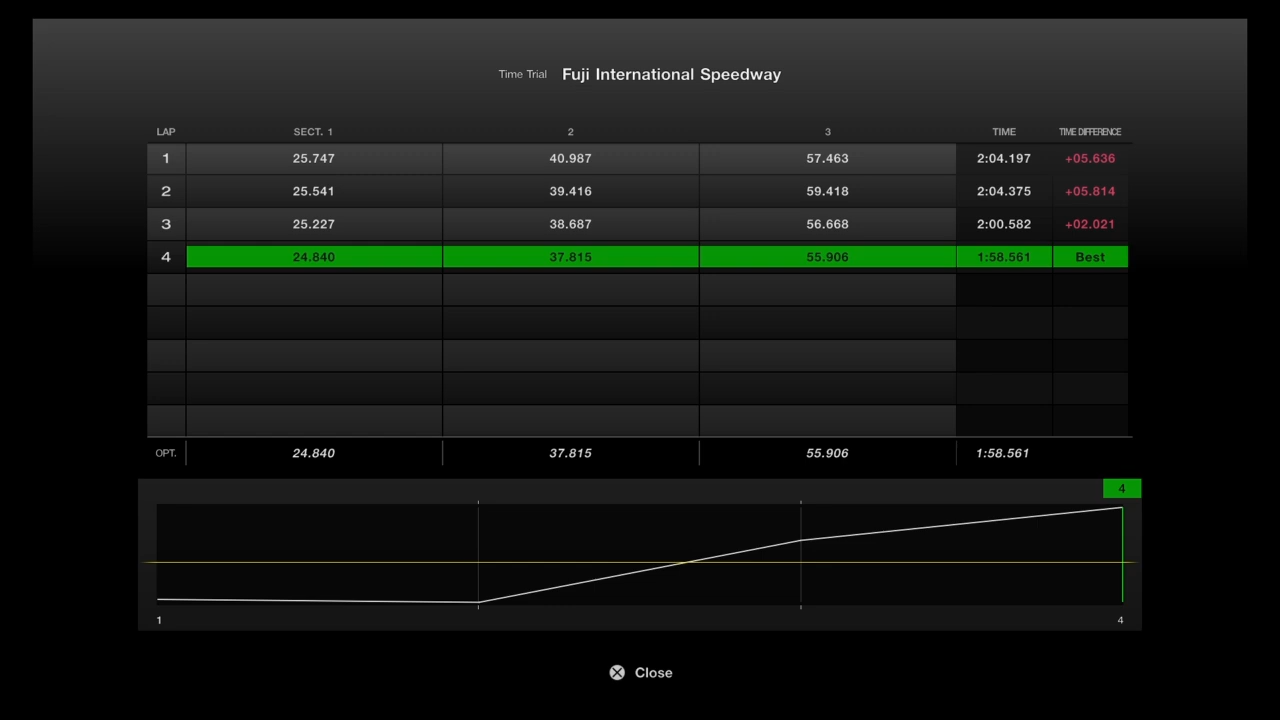 Time Trial Fuji International Speedway
LAP SECT. 1 2 3 TIME TIME DIFFERENCE
1 25.747 40.987 57.463 2:04.197 +05.636
2 25.541 39.416 59.418 2:04.375 +05.814
3 25.227 38.687 56.668 2:00.582 +02.021
4 24.840 37.815 55.906 1:58.561 Best
OPT. 24.840 37.815 55.906 1:58.561
4
1 4
Close